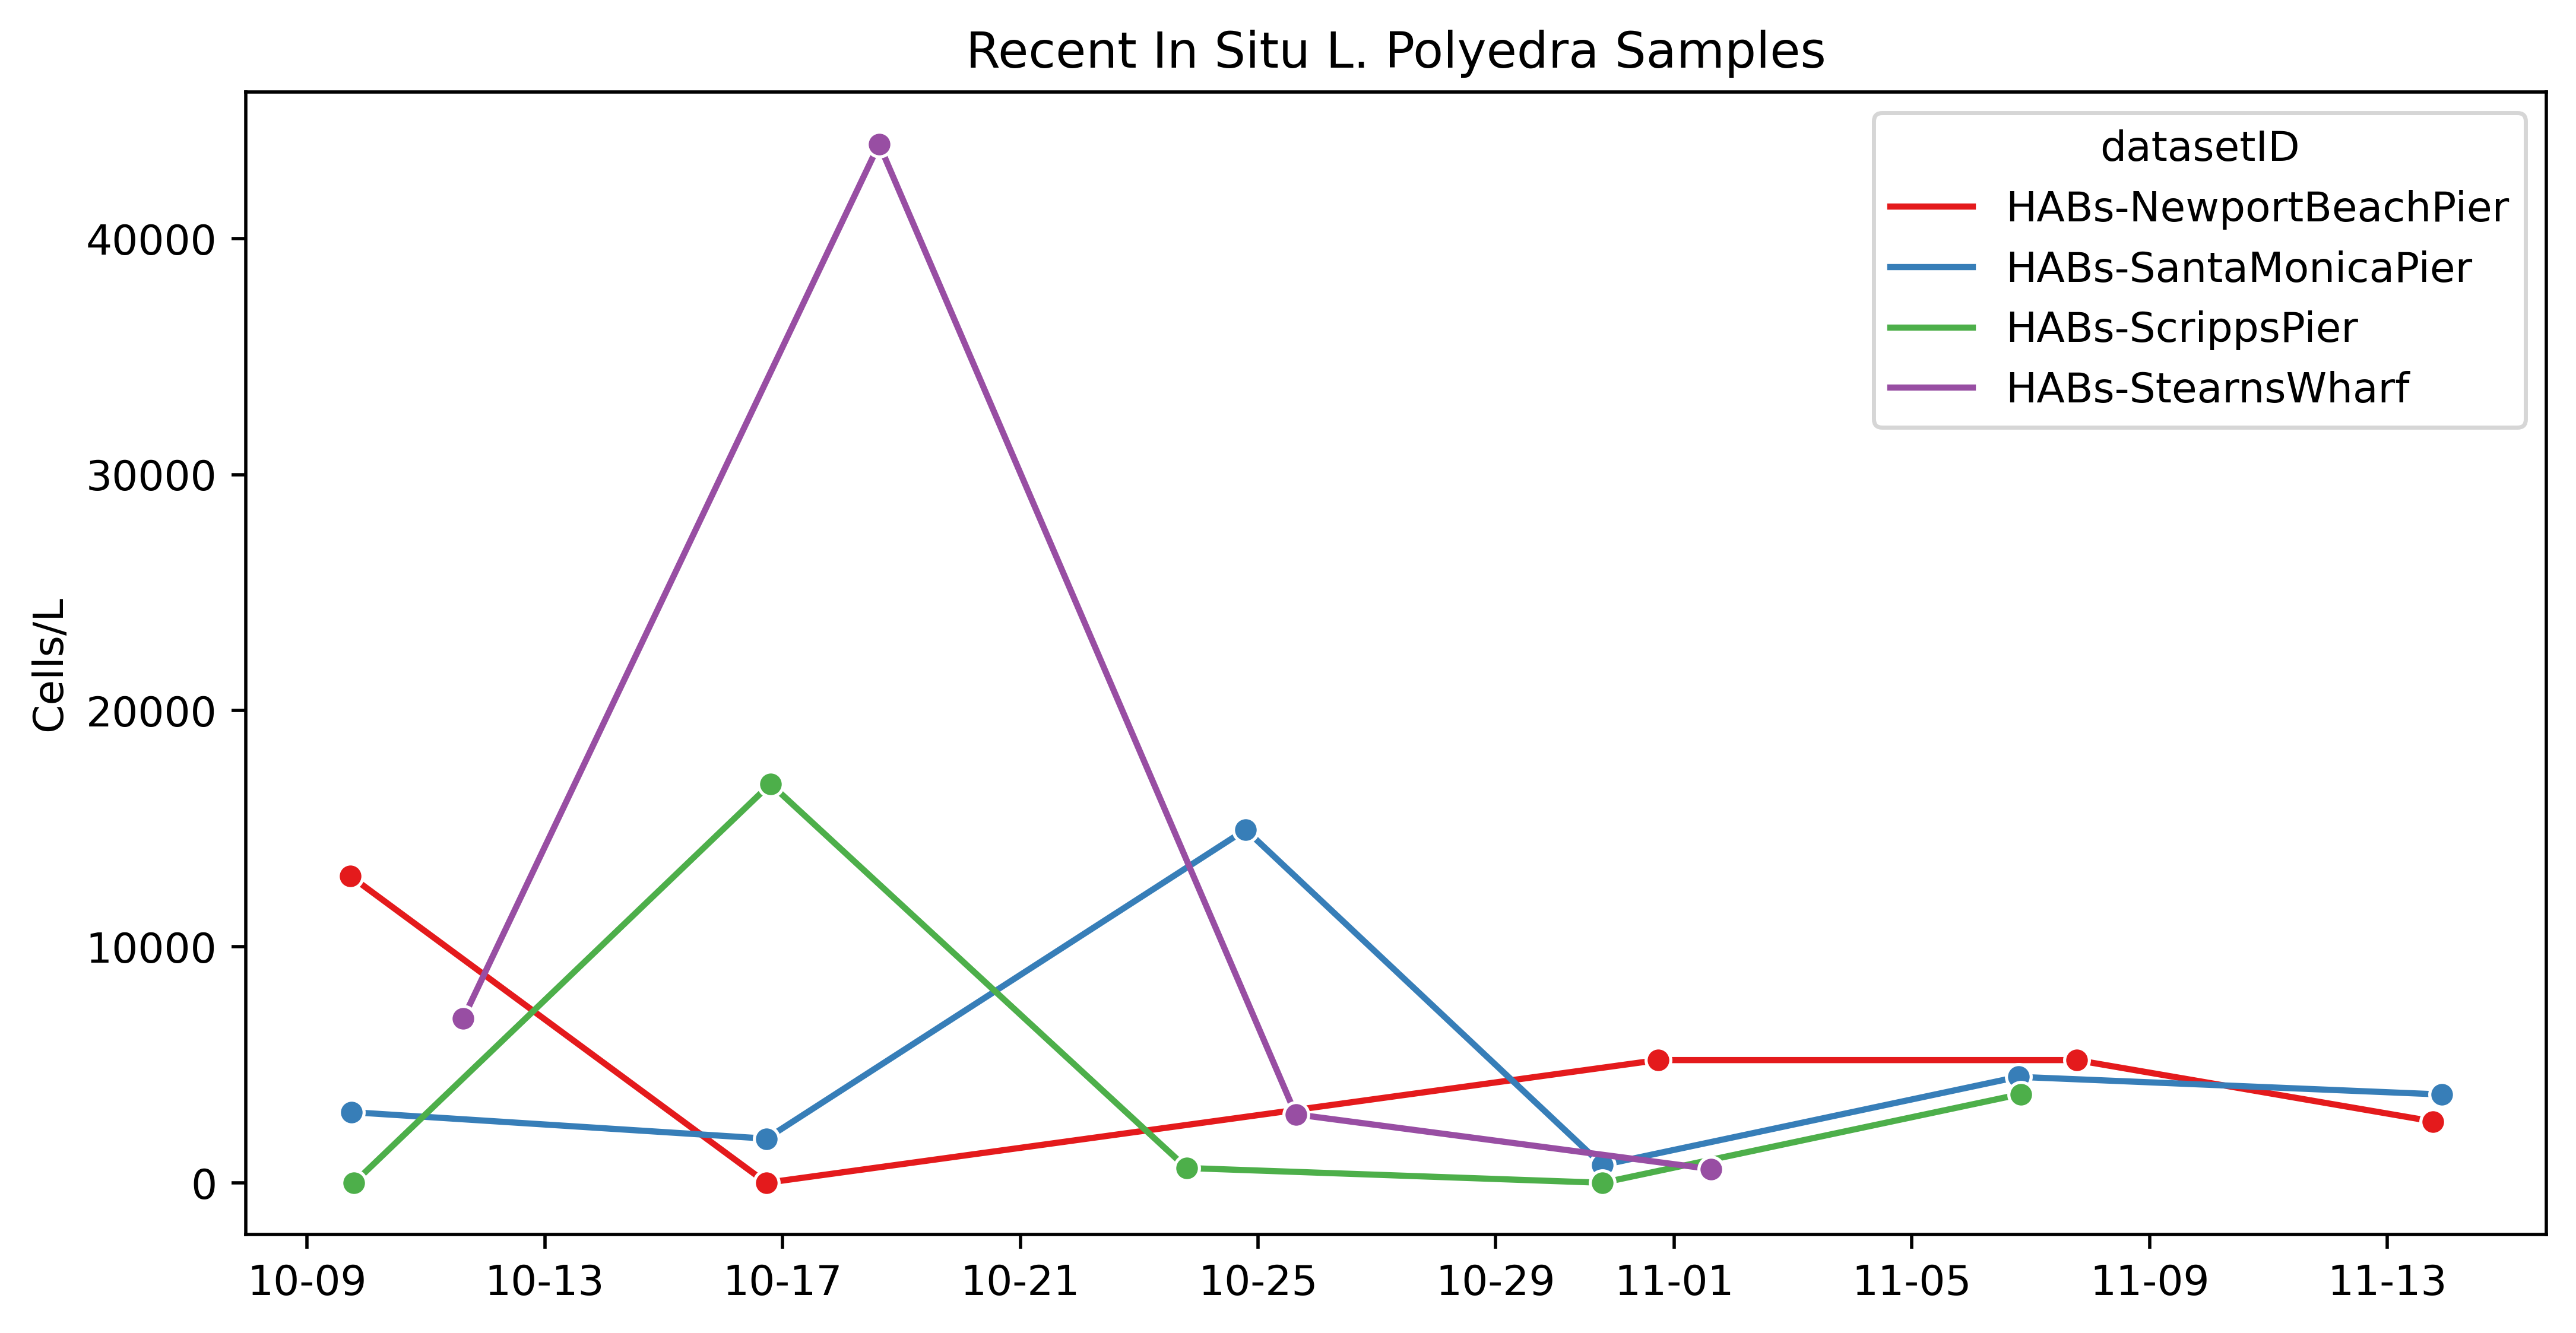 Recent In Situ L. Polyedra Samples
datasetID
HABs-NewportBeachPier
HABs-SantaMonicaPier
HABs-ScrippsPier
HABs-StearnsWharf
Cells/L
40000
30000
20000
10000
0
10-09 10-13 10-17 10-21 10-25 10-29 11-01 11-05 11-09 11-13